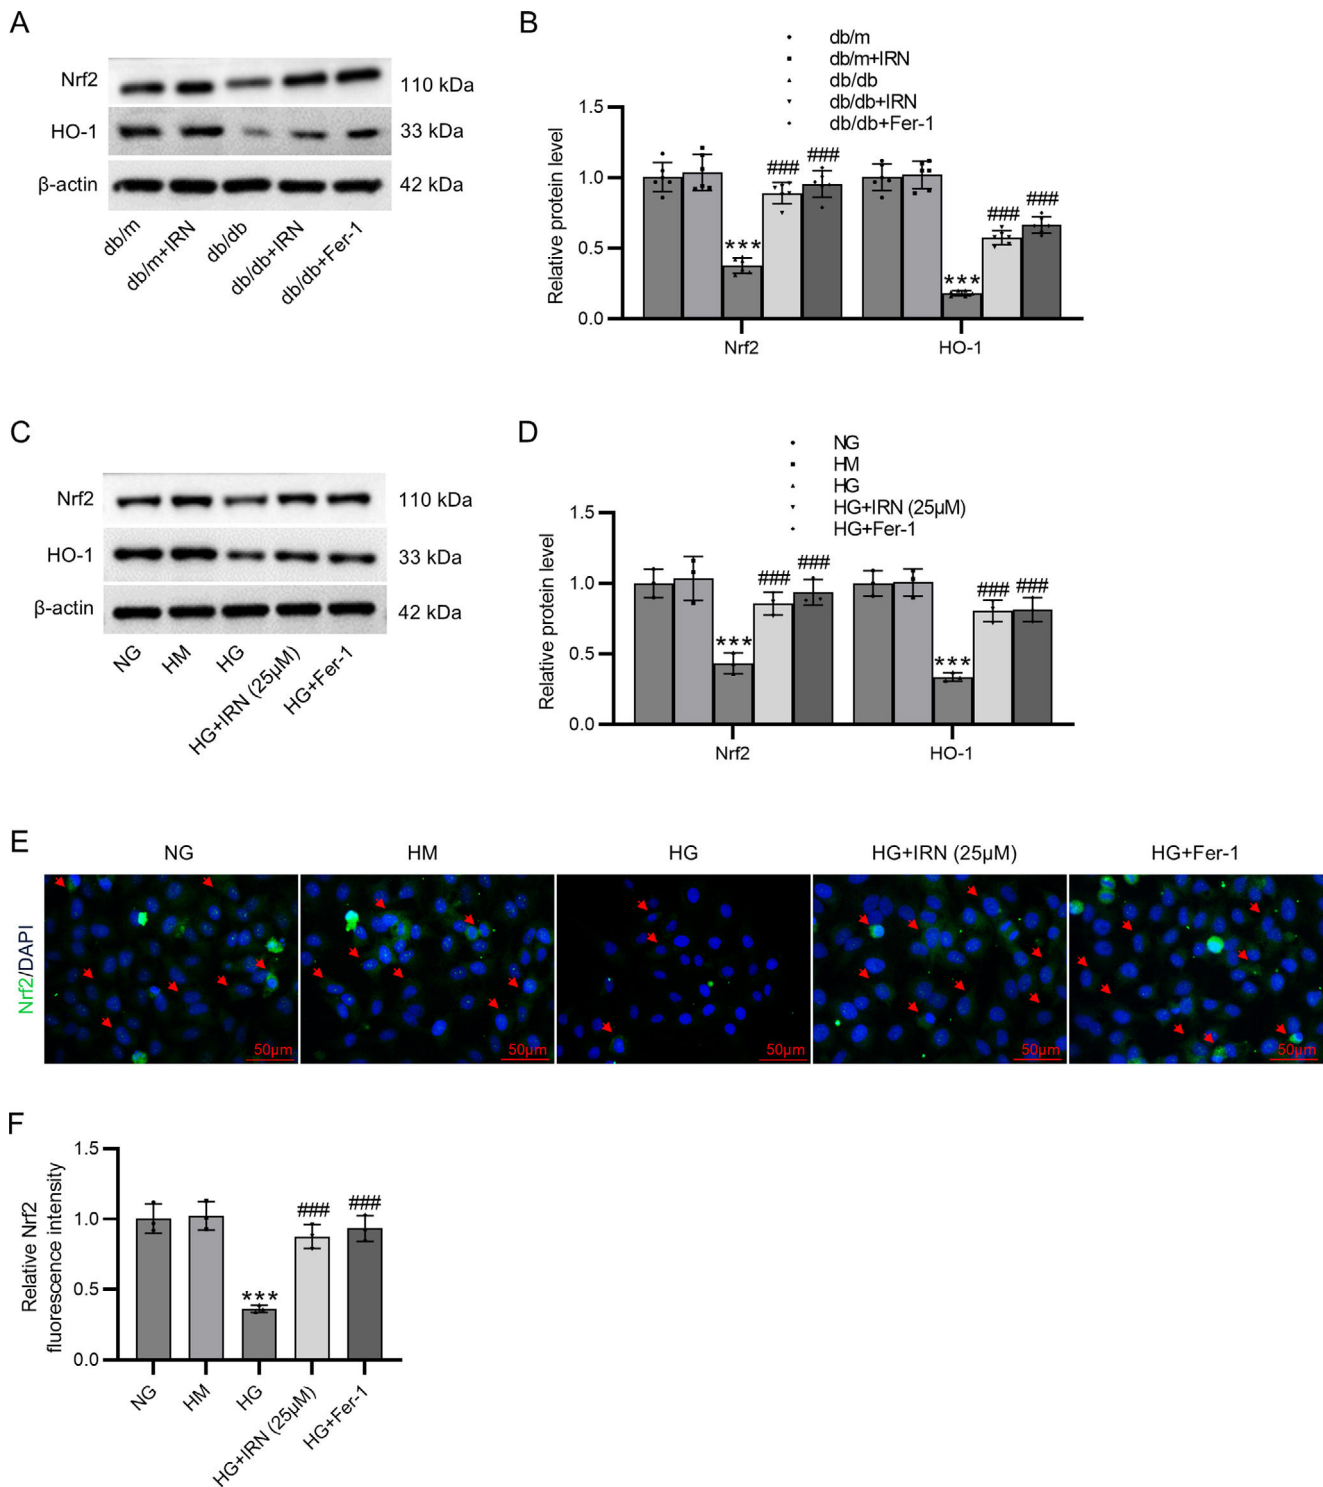 A
Nrf2
110 kDa
HO-1
33 kDa
β-actin
42 kDa
db/m
db/m+IRN
db/db
db/db+IRN
db/db+Fer-1
B
db/m
db/m+IRN
db/db
db/db+IRN
db/db+Fer-1
Relative protein level
1.5
1.0
0.5
0.0
***
###
###
***
###
###
Nrf2
HO-1
C
Nrf2
110 kDa
HO-1
33 kDa
β-actin
42 kDa
NG
HM
HG
HG+IRN (25μM)
HG+Fer-1
D
NG
HM
HG
HG+IRN (25μM)
HG+Fer-1
Relative protein level
1.5
1.0
0.5
0.0
***
###
###
***
###
###
Nrf2
HO-1
E
NG
HM
HG
HG+IRN (25μM)
HG+Fer-1
Nrf2/DAPI
50μm
50μm
50μm
50μm
50μm
F
Relative Nrf2
fluorescence intensity
1.5
1.0
0.5
0.0
***
###
###
NG
HM
HG
HG+IRN (25μM)
HG+Fer-1